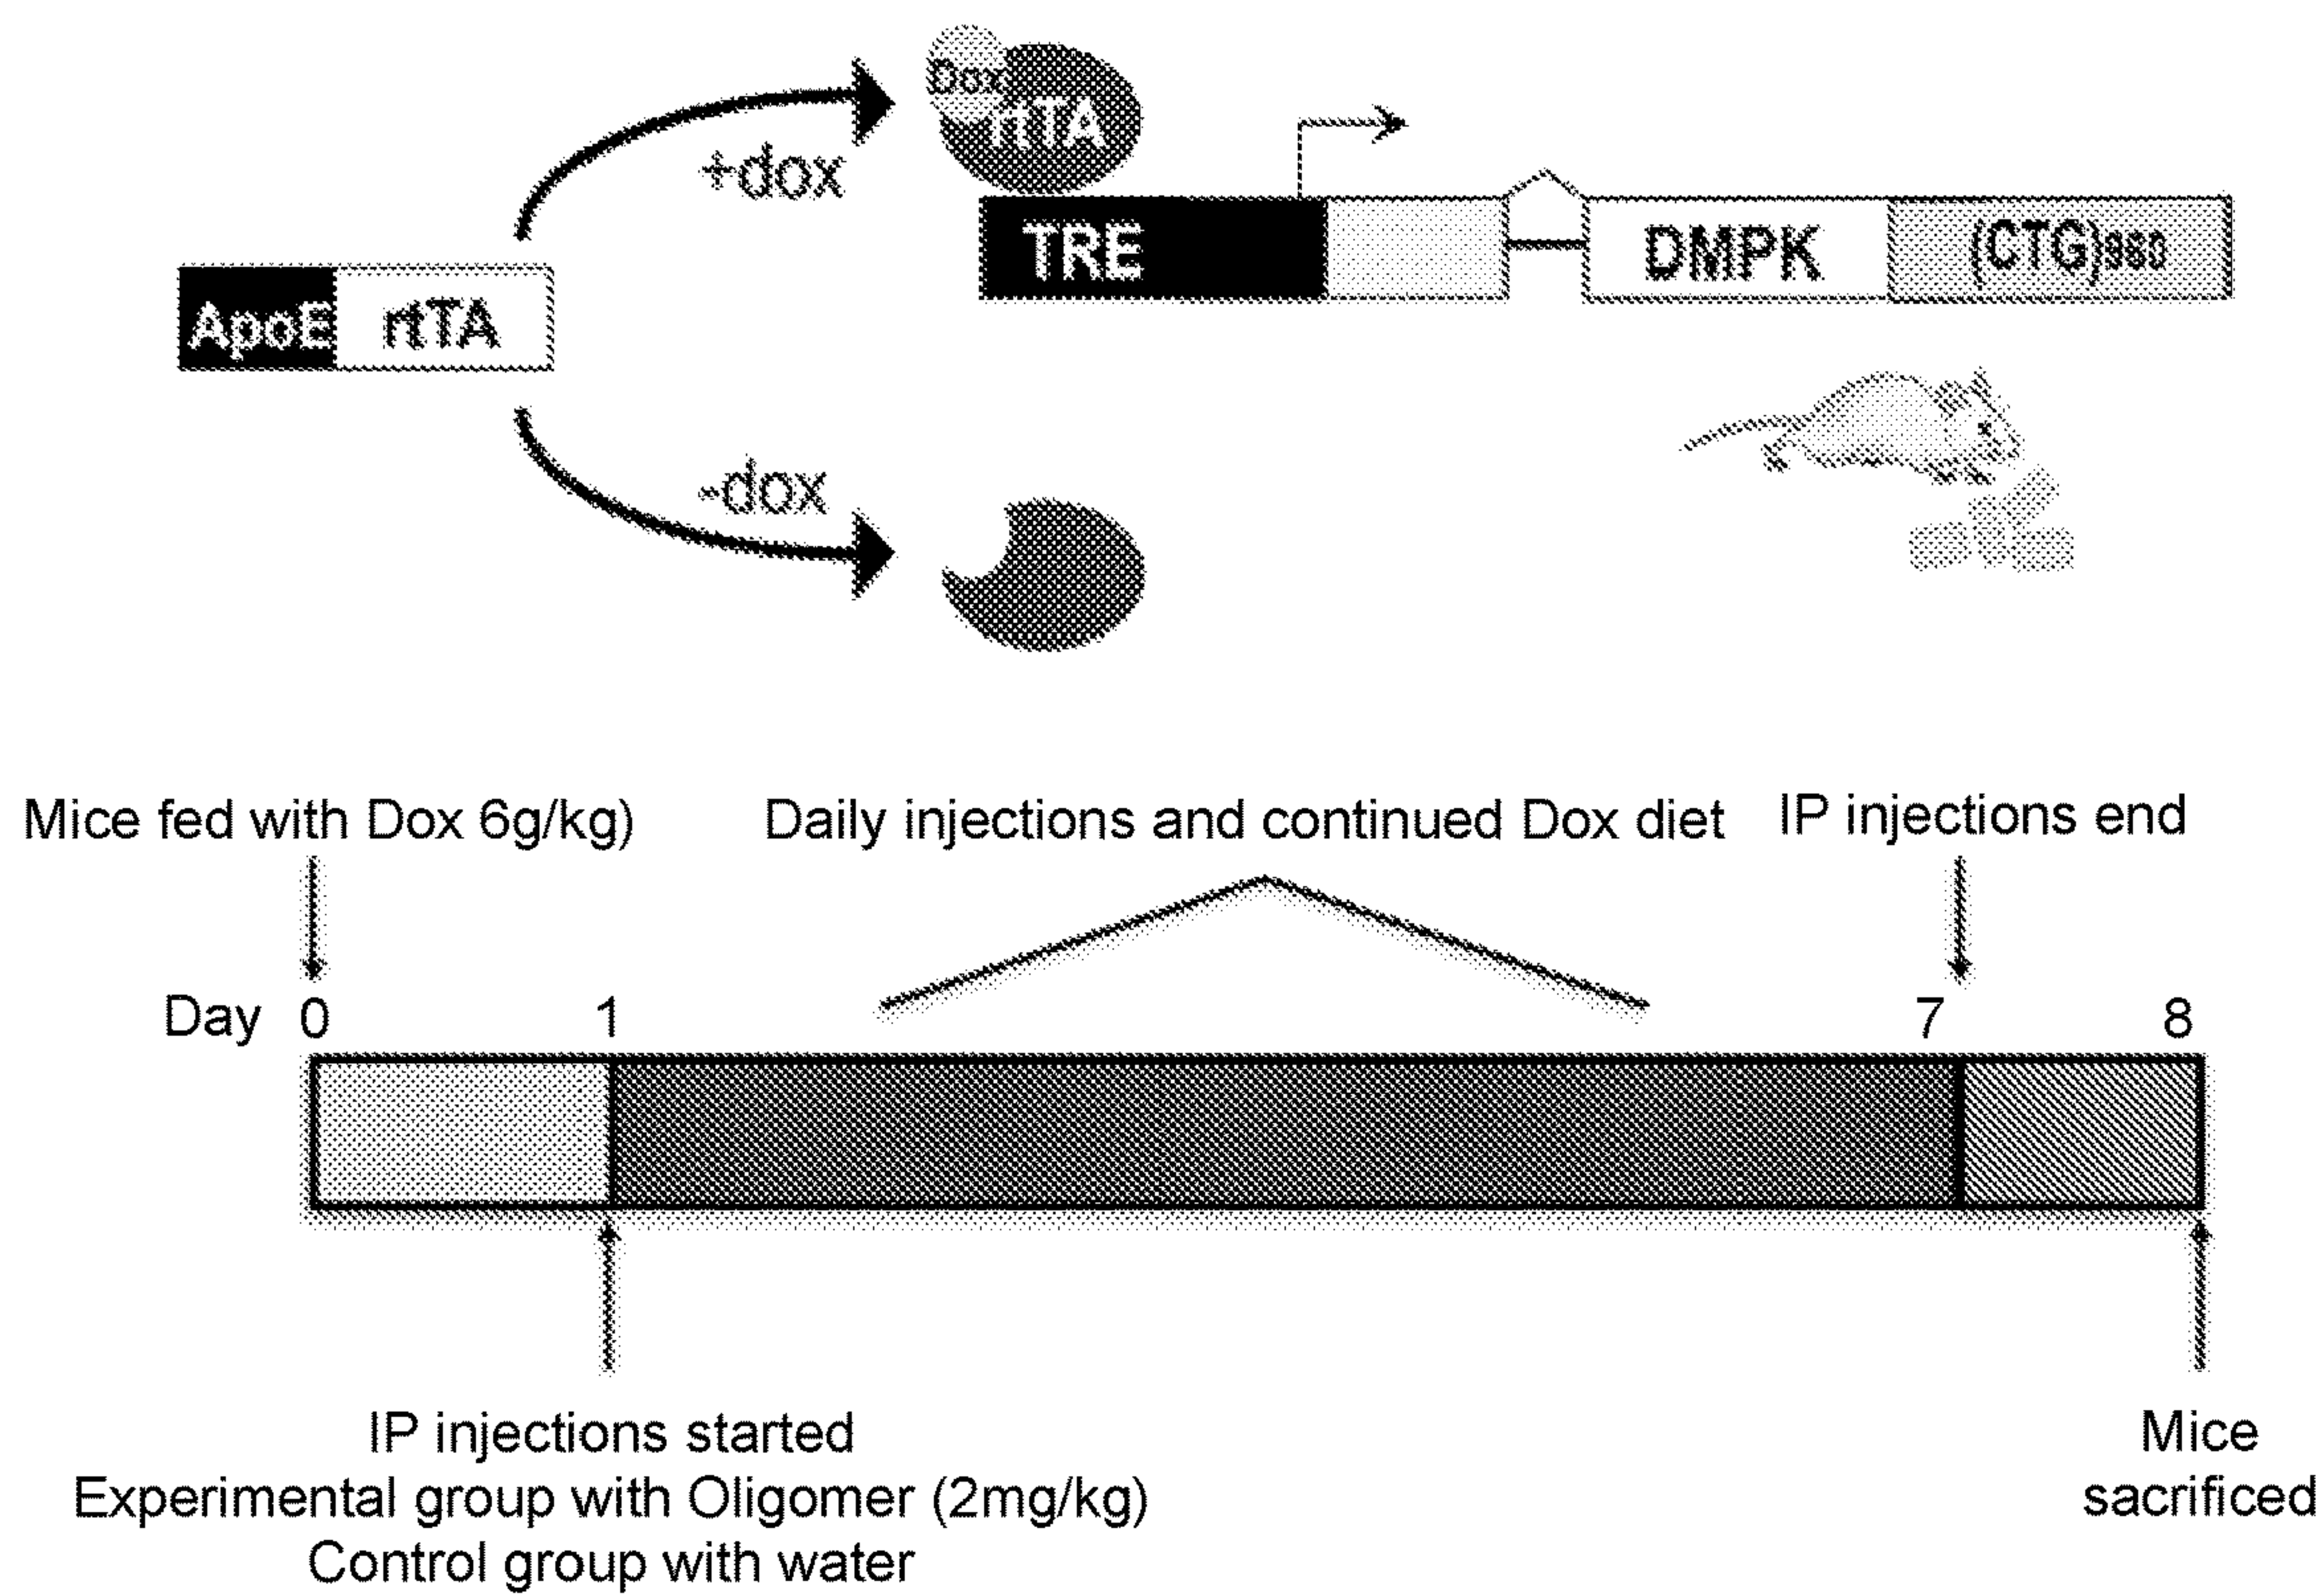 Dox
rtTA
+dox
TRE
DMPK
(CTG)960
ApoE
rtTA
-dox
Mice fed with Dox 6g/kg)
Daily injections and continued Dox diet
IP injections end
Day 0 1 7 8
IP injections started
Experimental group with Oligomer (2mg/kg)
Control group with water
Mice
sacrificed